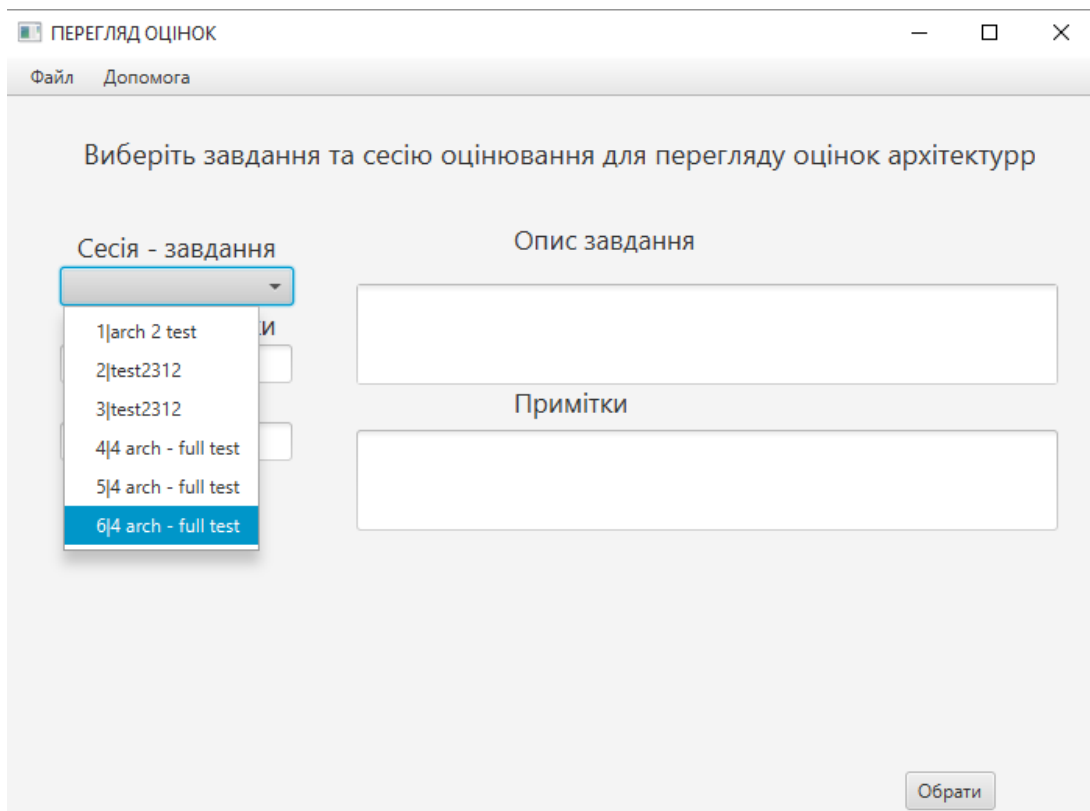 ПЕРЕГЛЯД ОЦІНОК
Файл Допомога
Виберіть завдання та сесію оцінювання для перегляду оцінок архітектурр
Сесія - завдання
Опис завдання
1|arch 2 test
2|test2312
3|test2312
4|4 arch - full test
5|4 arch - full test
6|4 arch - full test
Примітки
Обрати